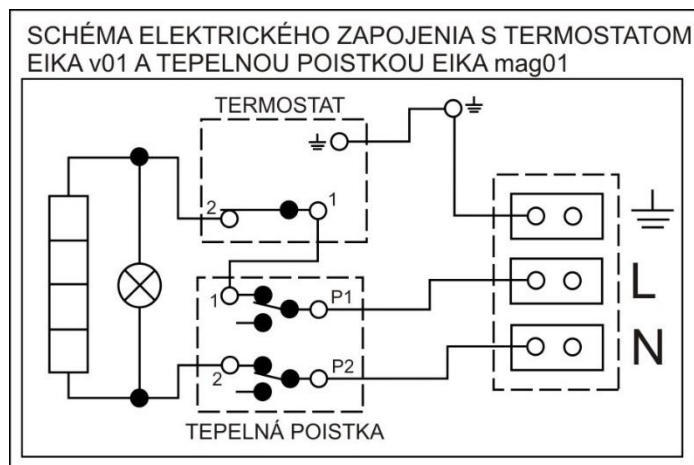 SCHÉMA ELEKTRICKÉHO ZAPOJENIA S TERMOSTATOM
EIKA v01 A TEPELNOU POISTKOU EIKA mag01
TERMOSTAT
2
1
1
P1
L
2
P2
N
TEPELNÁ POISTKA